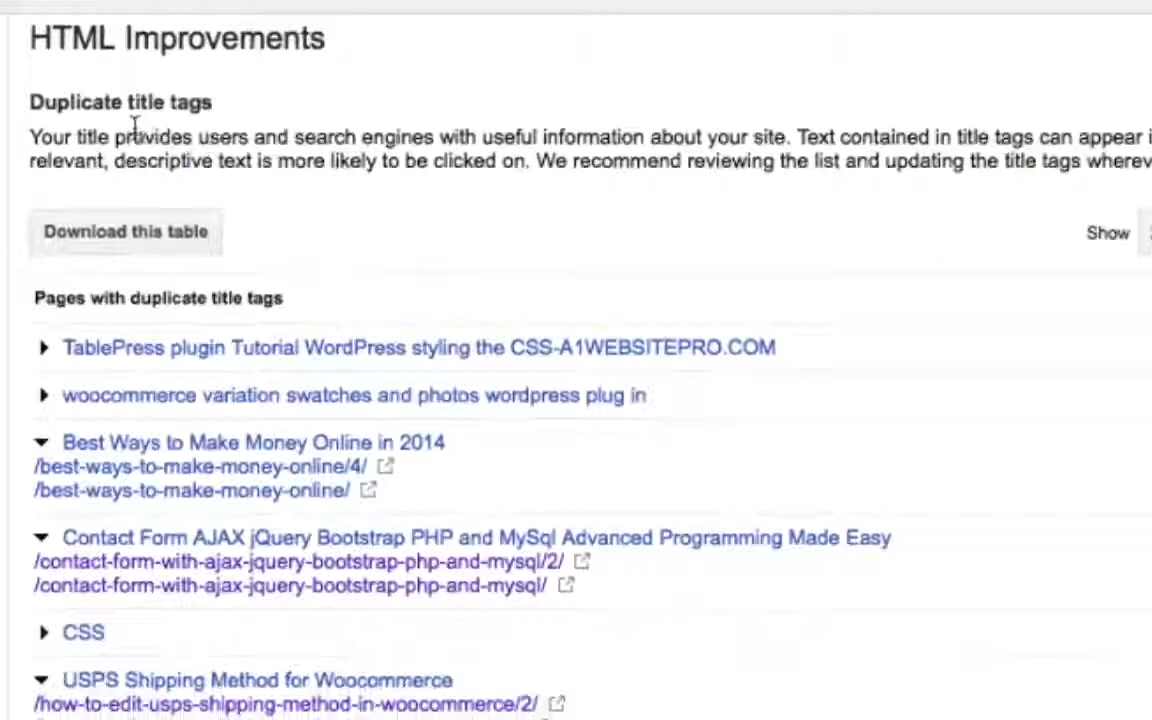 HTML Improvements
Duplicate title tags
Your title provides users and search engines with useful information about your site. Text contained in title tags can appear
relevant, descriptive text is more likely to be clicked on. We recommend reviewing the list and updating the title tags
Download this table
Show
Pages with duplicate title tags
TablePress plugin Tutorial WordPress styling the CSS-A1WEBSITEPRO.COM
woocommerce variation swatches and photos wordpress plug in
Best Ways to Make Money Online in 2014
/best-ways-to-make-money-online/4/
/best-ways-to-make-money-online/
Contact Form AJAX jQuery Bootstrap PHP and MySql Advanced Programming Made Easy
/contact-form-with-ajax-jquery-bootstrap-php-and-mysql/2/
/contact-form-with-ajax-jquery-bootstrap-php-and-mysql/
CSS
USPS Shipping Method for Woocommerce
/how-to-edit-usps-shipping-method-in-woocommerce/2/